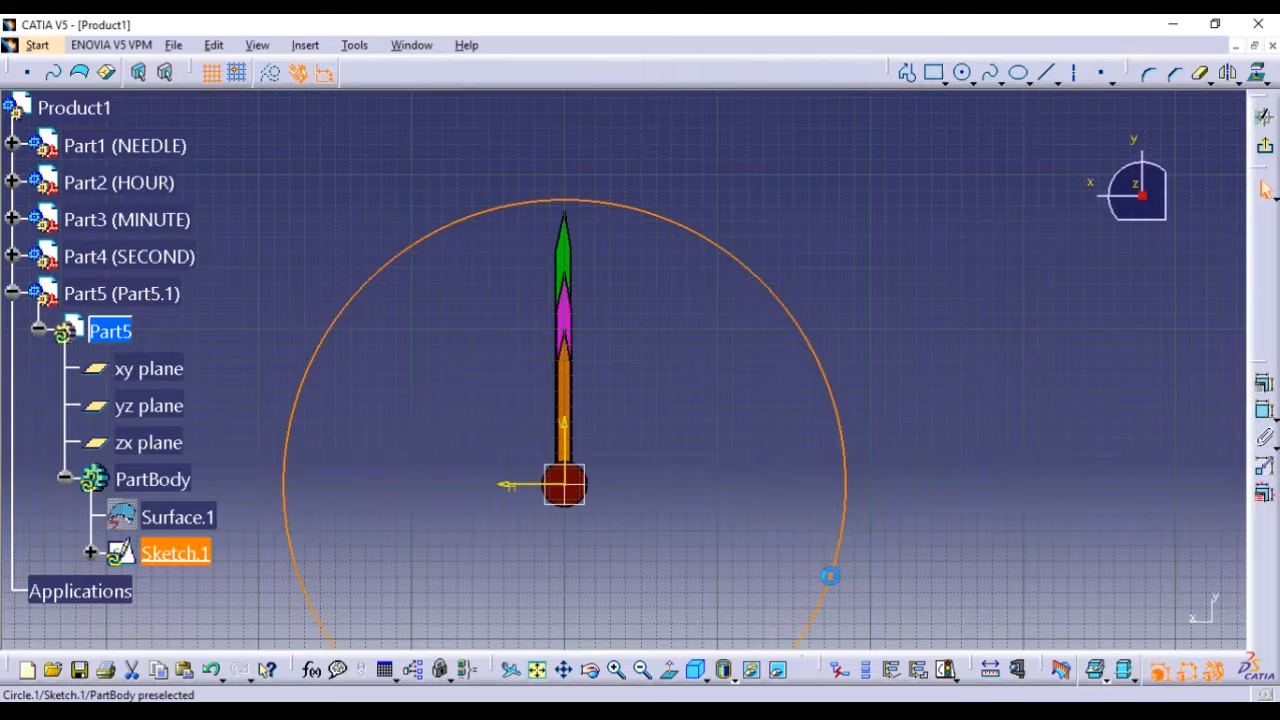 CATIA V5 - [Product1]
Start ENOVIA V5 VPM File Edit View Insert Tools Window Help
Product1
Part1 (NEEDLE)
Part2 (HOUR)
Part3 (MINUTE)
Part4 (SECOND)
Part5 (Part5.1)
Part5
xy plane
yz plane
zx plane
PartBody
Surface.1
Sketch.1
Applications
y
x
z
H
y
x
f(x)
CATIA
Circle.1/Sketch.1/PartBody preselected